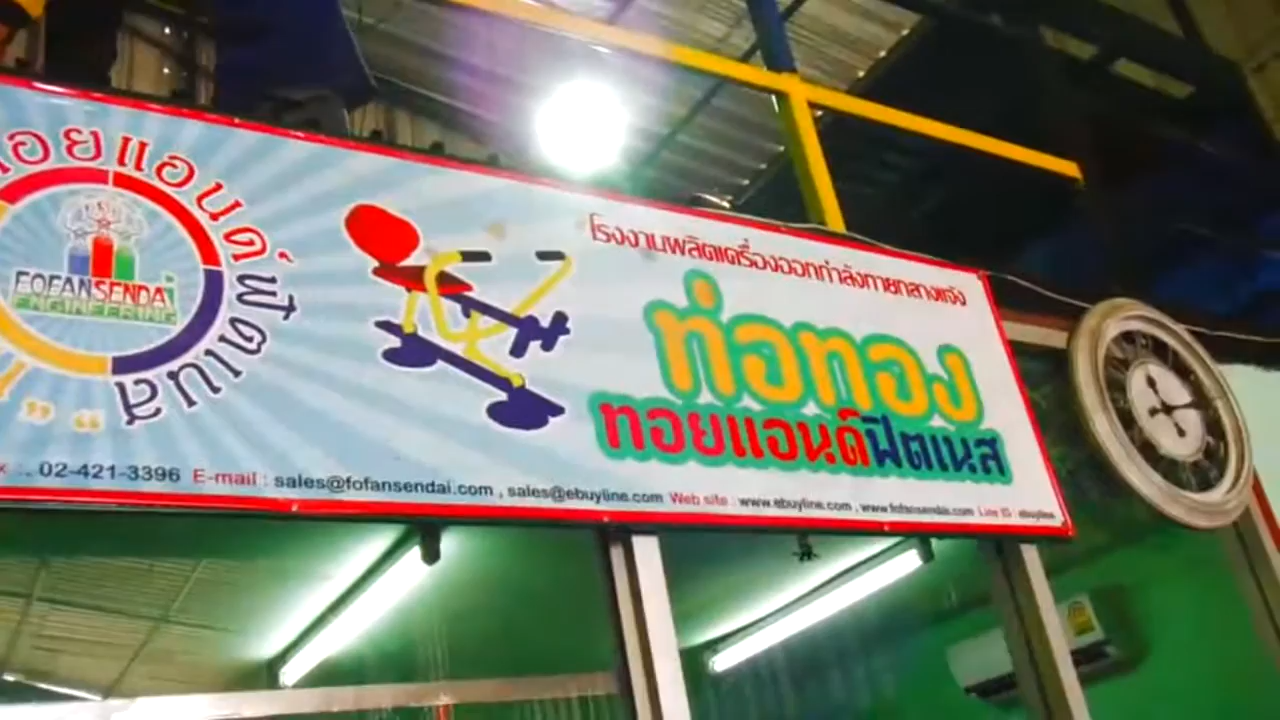 ทอยแอนด์ ฟิตเนส
FOFANSENDAI
ENGINEERING
โรงงานผลิตเครื่องออกกำลังกายกลางแจ้ง
ท่อทอง
ทอยแอนด์ฟิตเนส
02-421-3396 E-mail : sales@fofansendai.com , sales@ebuyline.com Web site : www.ebuyline.com , www.fofansendai.com Line ID : ebuyline